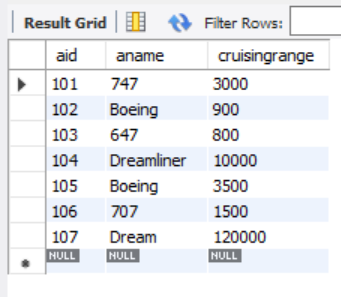 Result Grid Filter Rows:
aid aname cruisingrange
101 747 3000
102 Boeing 900
103 647 800
104 Dreamliner 10000
105 Boeing 3500
106 707 1500
107 Dream 120000
NULL NULL NULL